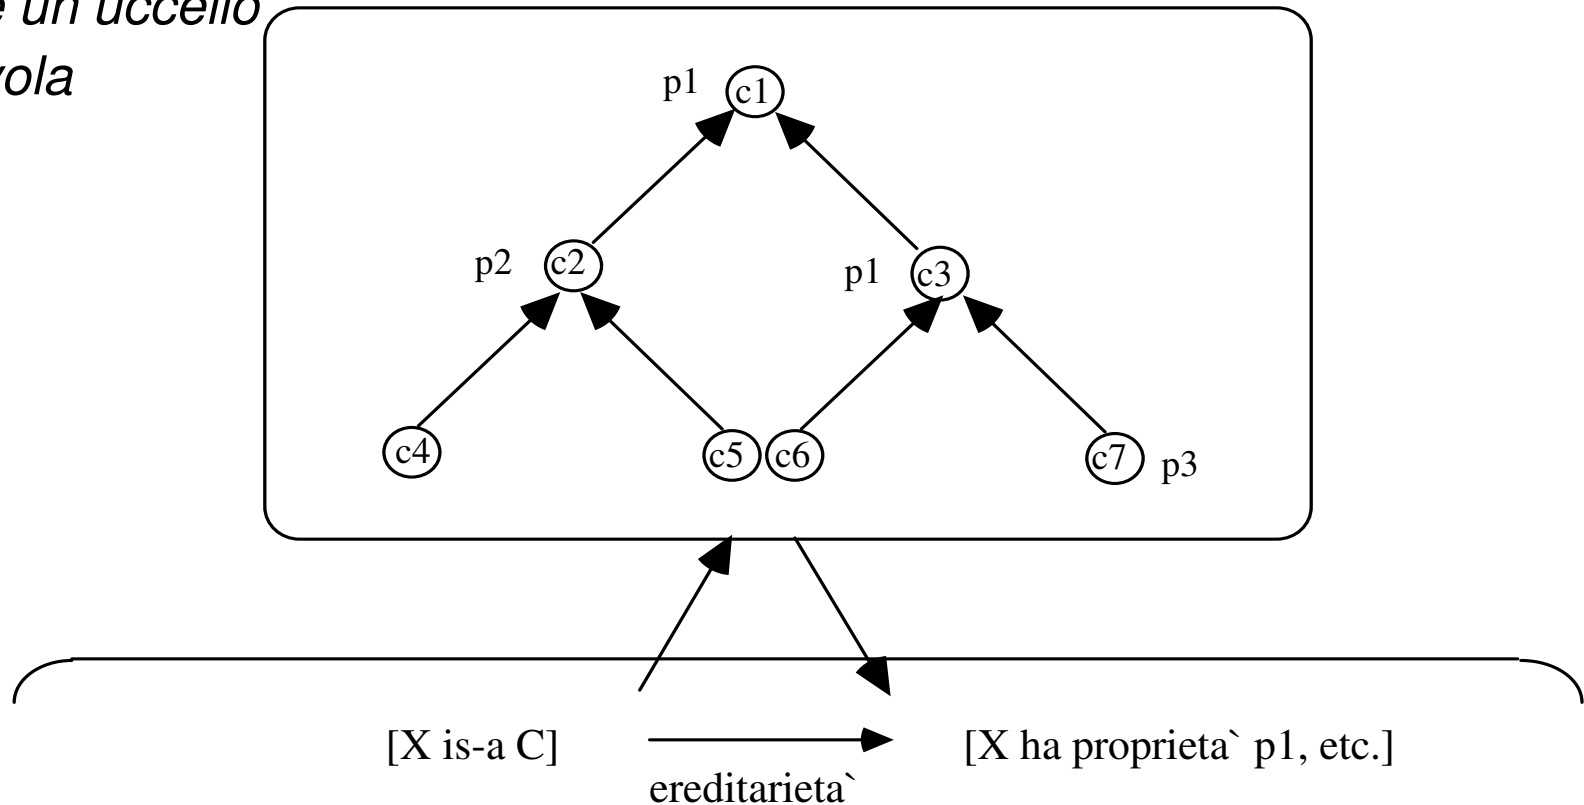 un uccello
p1 c1
p2 c2 p1 c3
c4 c5 c6 c7 p3
[X is-a C] [X ha proprieta` p1, etc.]
ereditarieta`